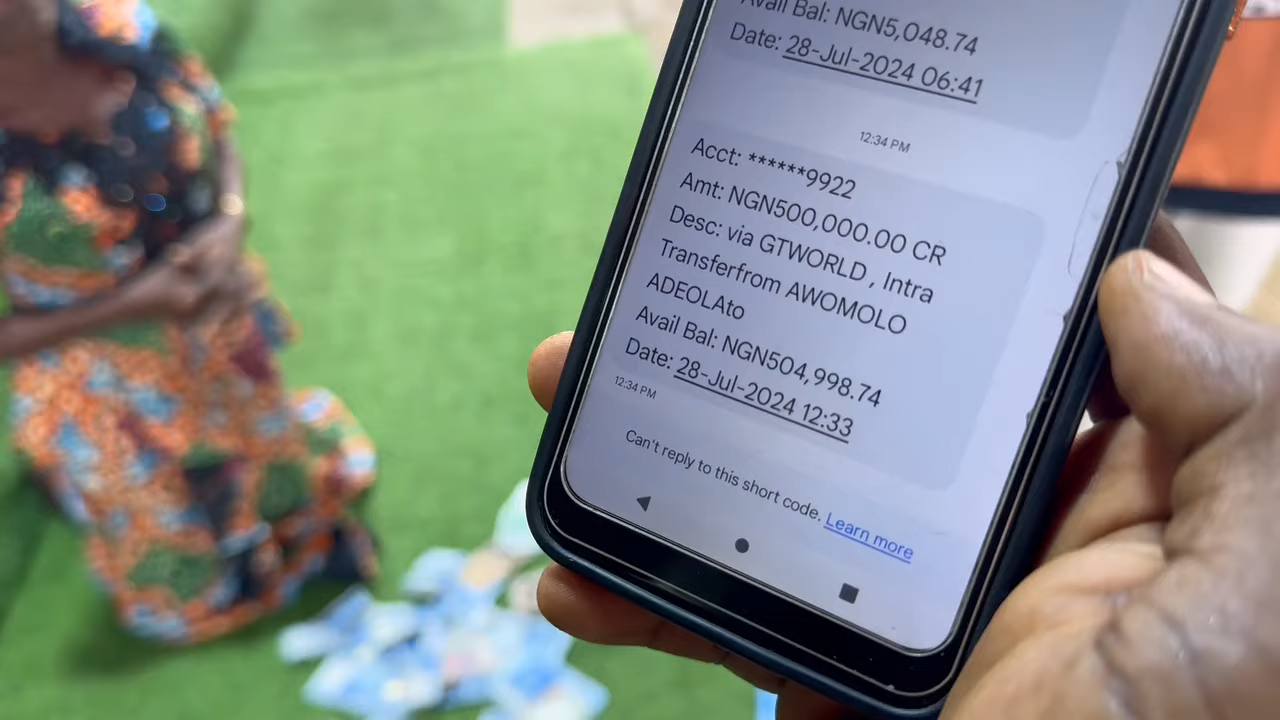 Avail Bal: NGN5,048.74
Date: 28-Jul-2024 06:41
12:34 PM
Acct: ******9922
Amt: NGN500,000.00 CR
Desc: via GTWORLD , Intra
Transferfrom AWOMOLO
ADEOLAto
Avail Bal: NGN504,998.74
Date: 28-Jul-2024 12:33
12:34 PM
Can't reply to this short code. Learn more